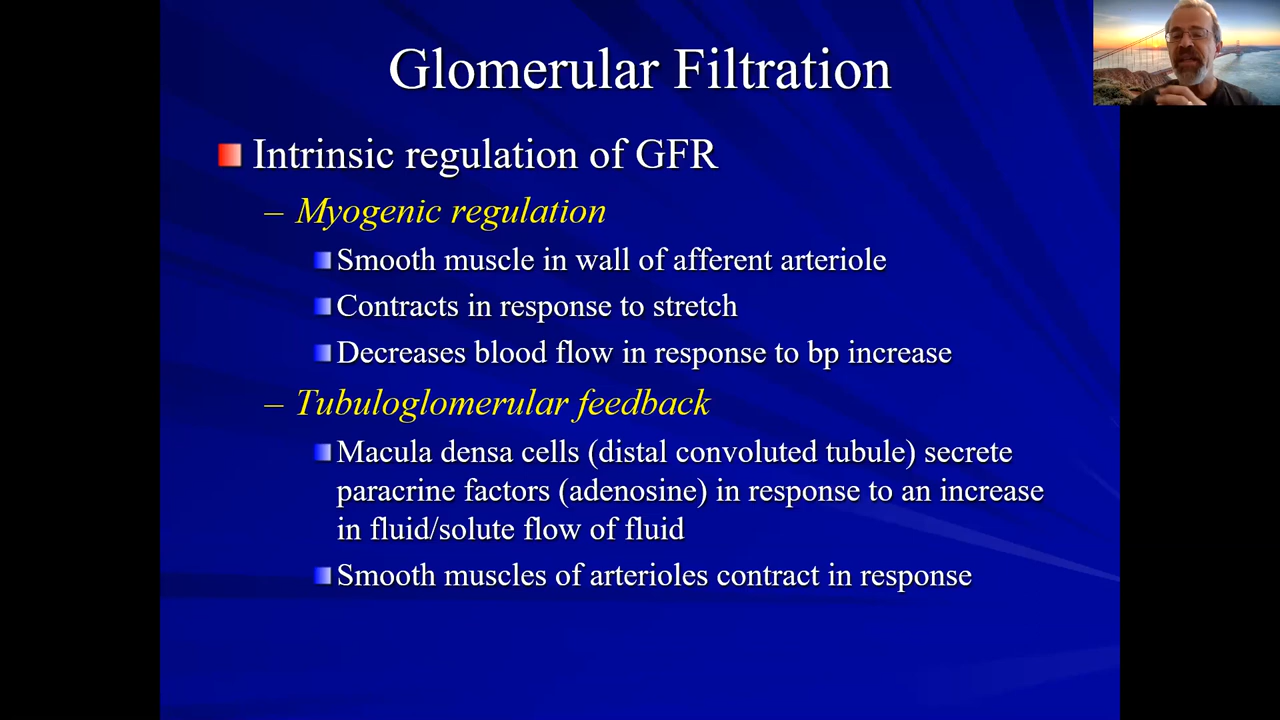 Glomerular Filtration
Intrinsic regulation of GFR
– Myogenic regulation
Smooth muscle in wall of afferent arteriole
Contracts in response to stretch
Decreases blood flow in response to bp increase
– Tubuloglomerular feedback
Macula densa cells (distal convoluted tubule) secrete
paracrine factors (adenosine) in response to an increase
in fluid/solute flow of fluid
Smooth muscles of arterioles contract in response